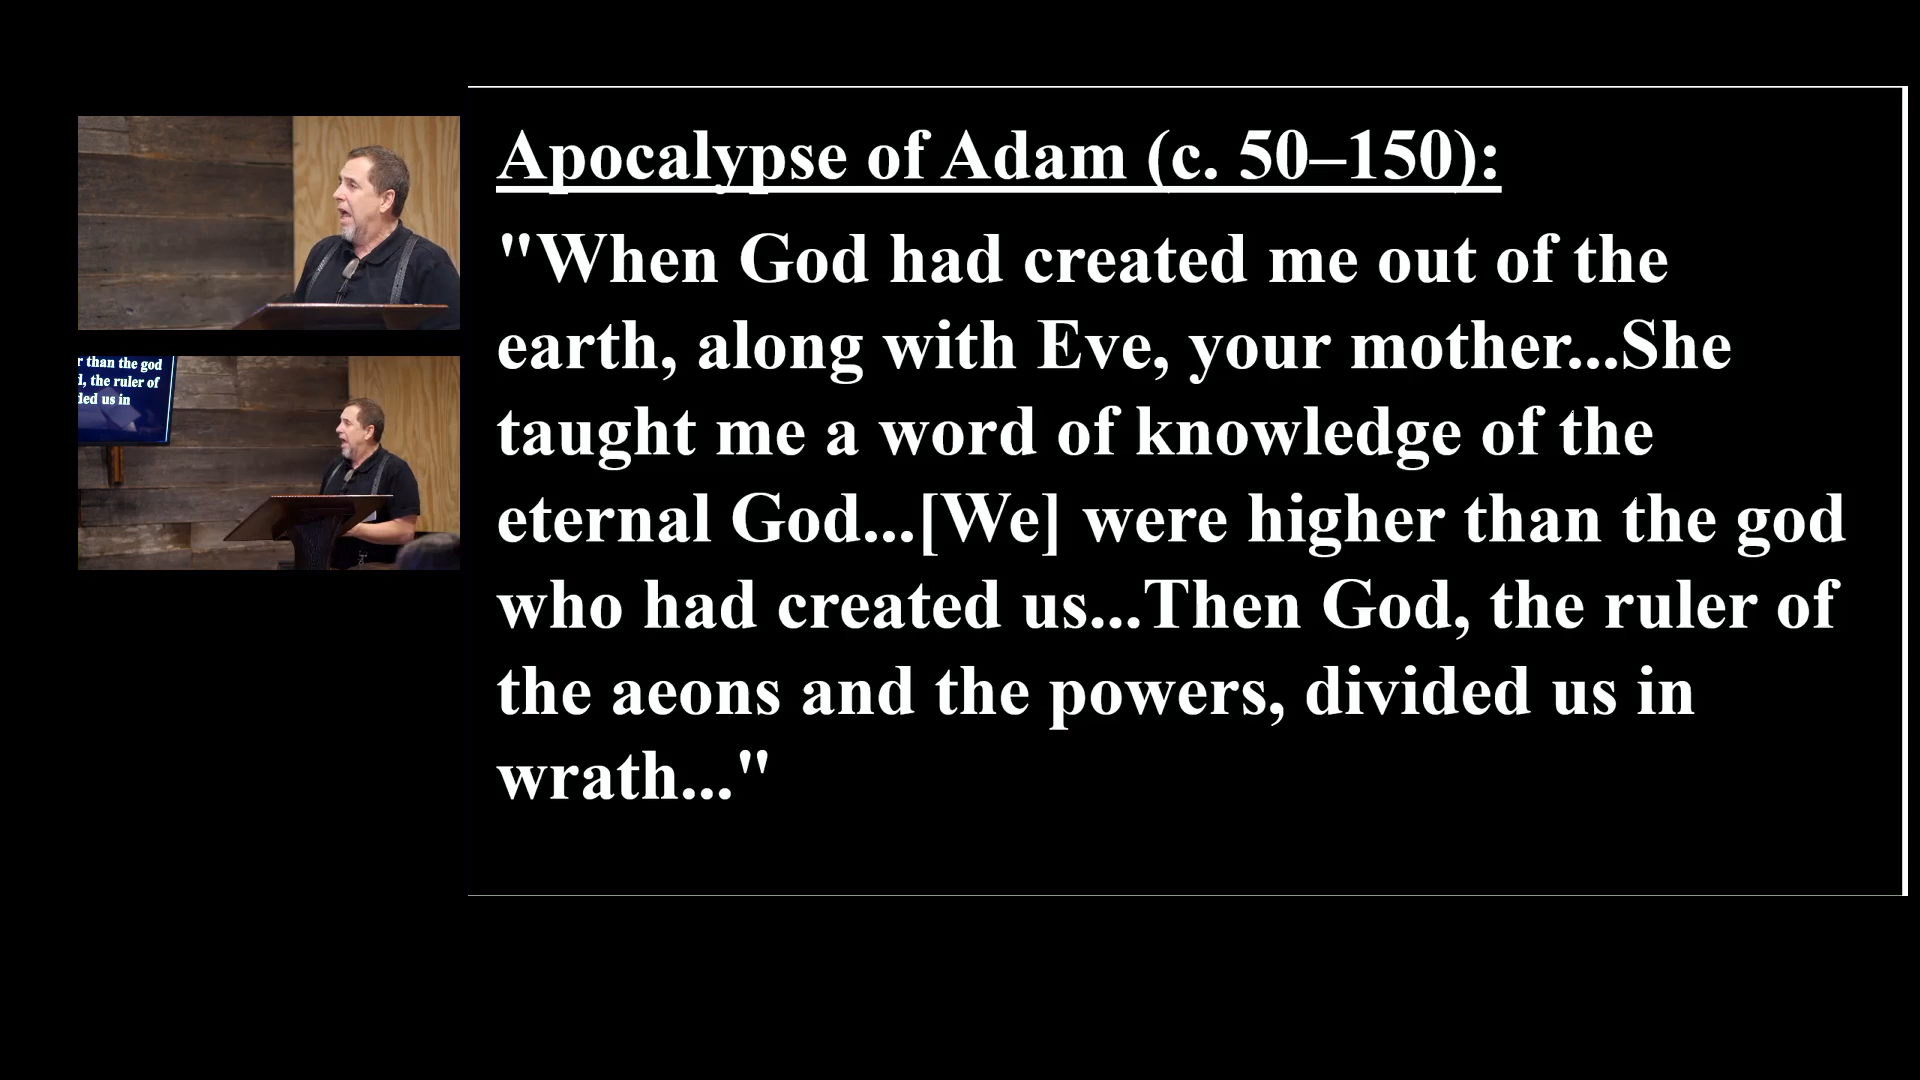 Apocalypse of Adam (c. 50–150):
"When God had created me out of the
earth, along with Eve, your mother...She
taught me a word of knowledge of the
eternal God...[We] were higher than the god
who had created us...Then God, the ruler of
the aeons and the powers, divided us in
wrath..."
r than the god
d, the ruler of
ded us in